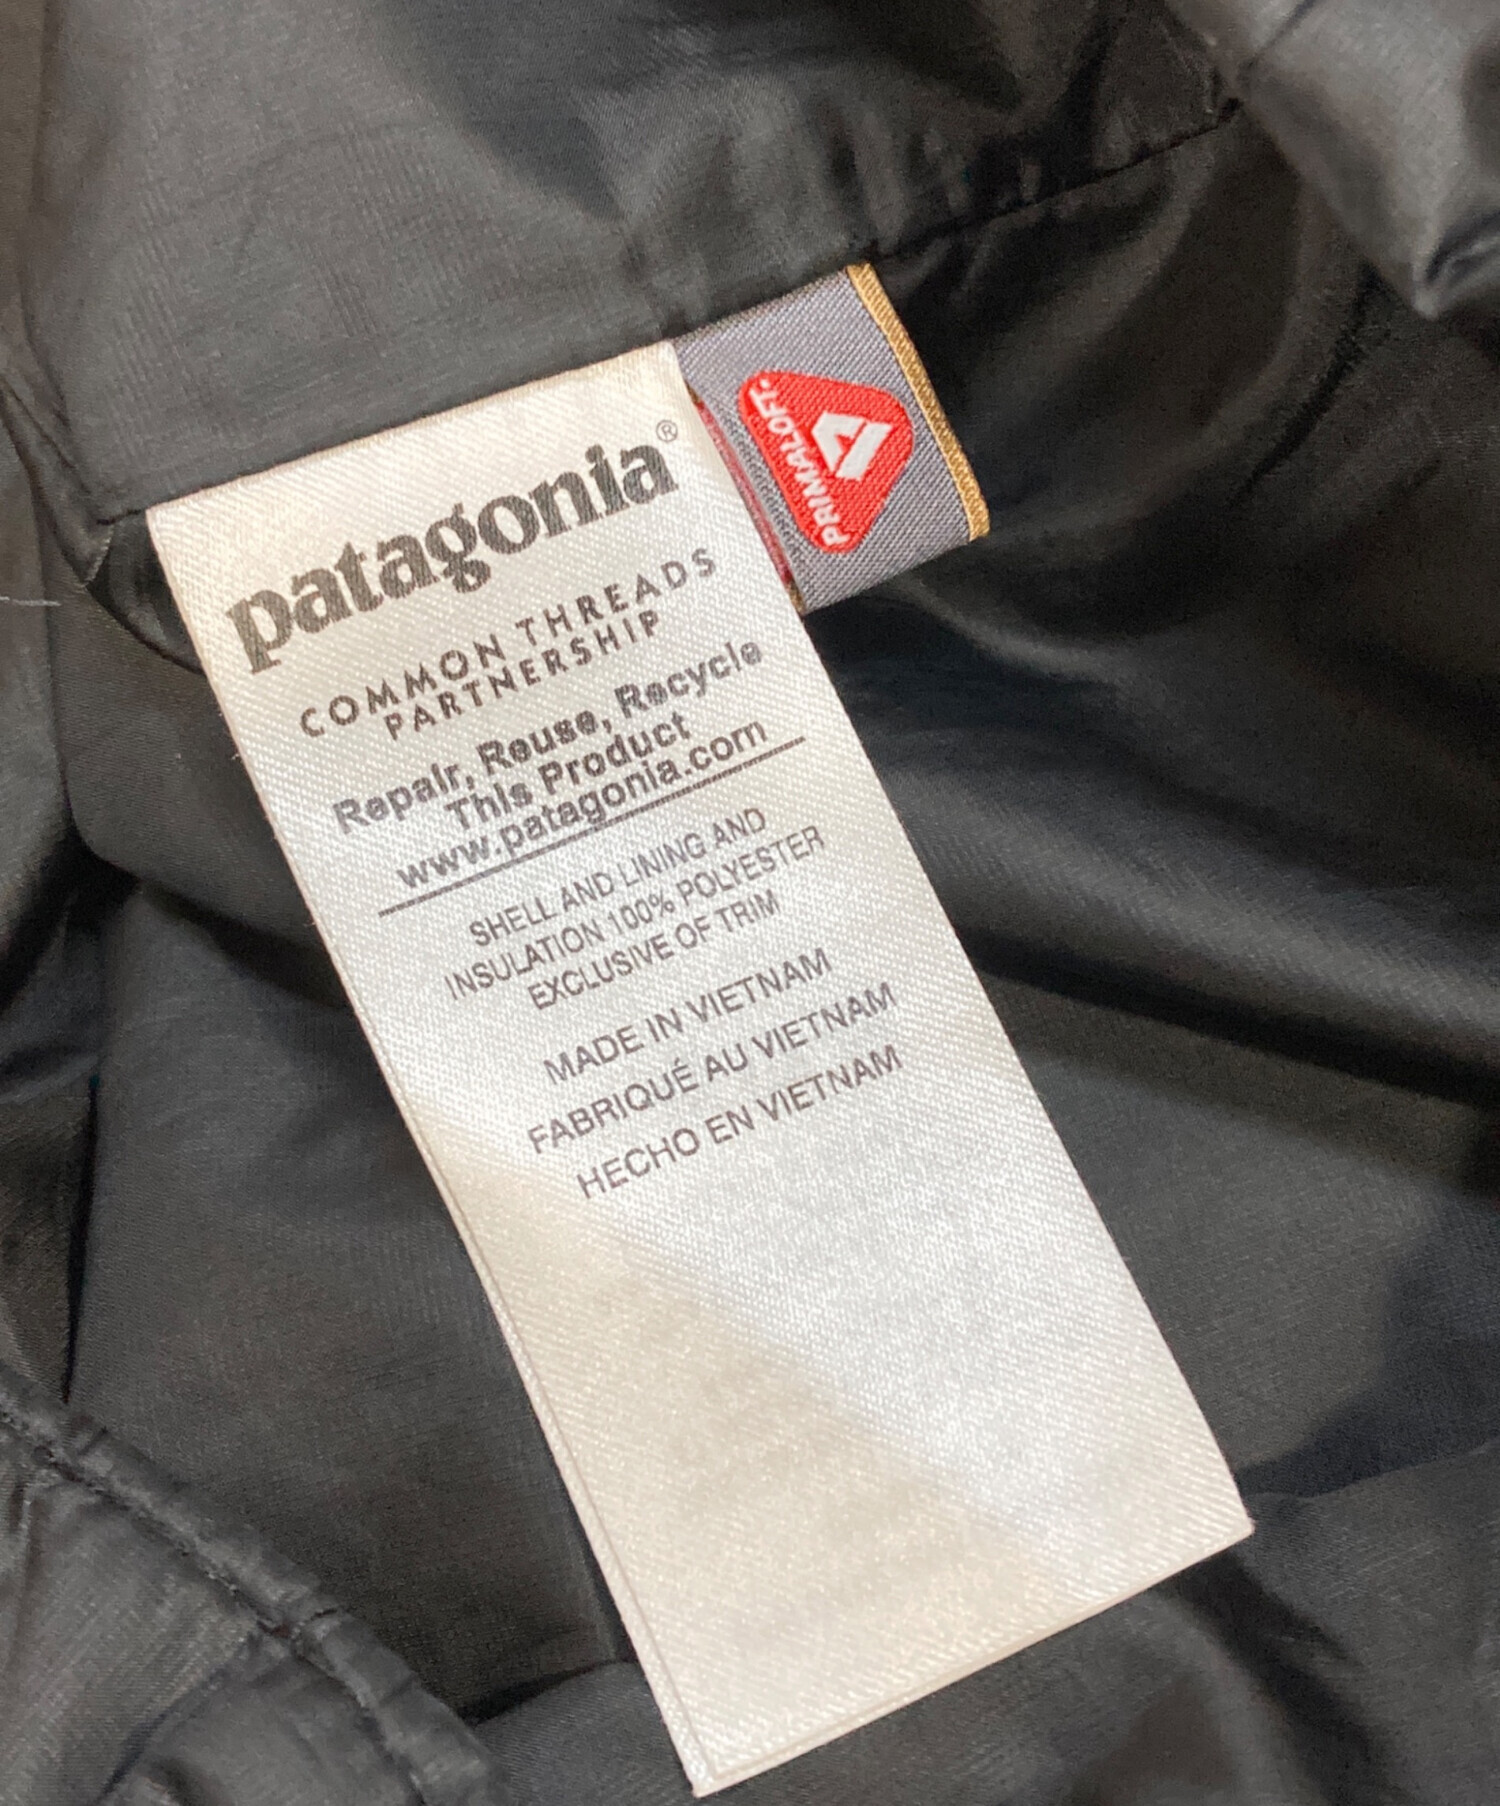 patagonia®
COMMON THREADS
PARTNERSHIP
Repair, Reuse, Recycle
This Product
www.patagonia.com
SHELL AND LINING AND
INSULATION 100% POLYESTER
EXCLUSIVE OF TRIM
MADE IN VIETNAM
FABRIQUÉ AU VIETNAM
HECHO EN VIETNAM
PRIMALOFT.